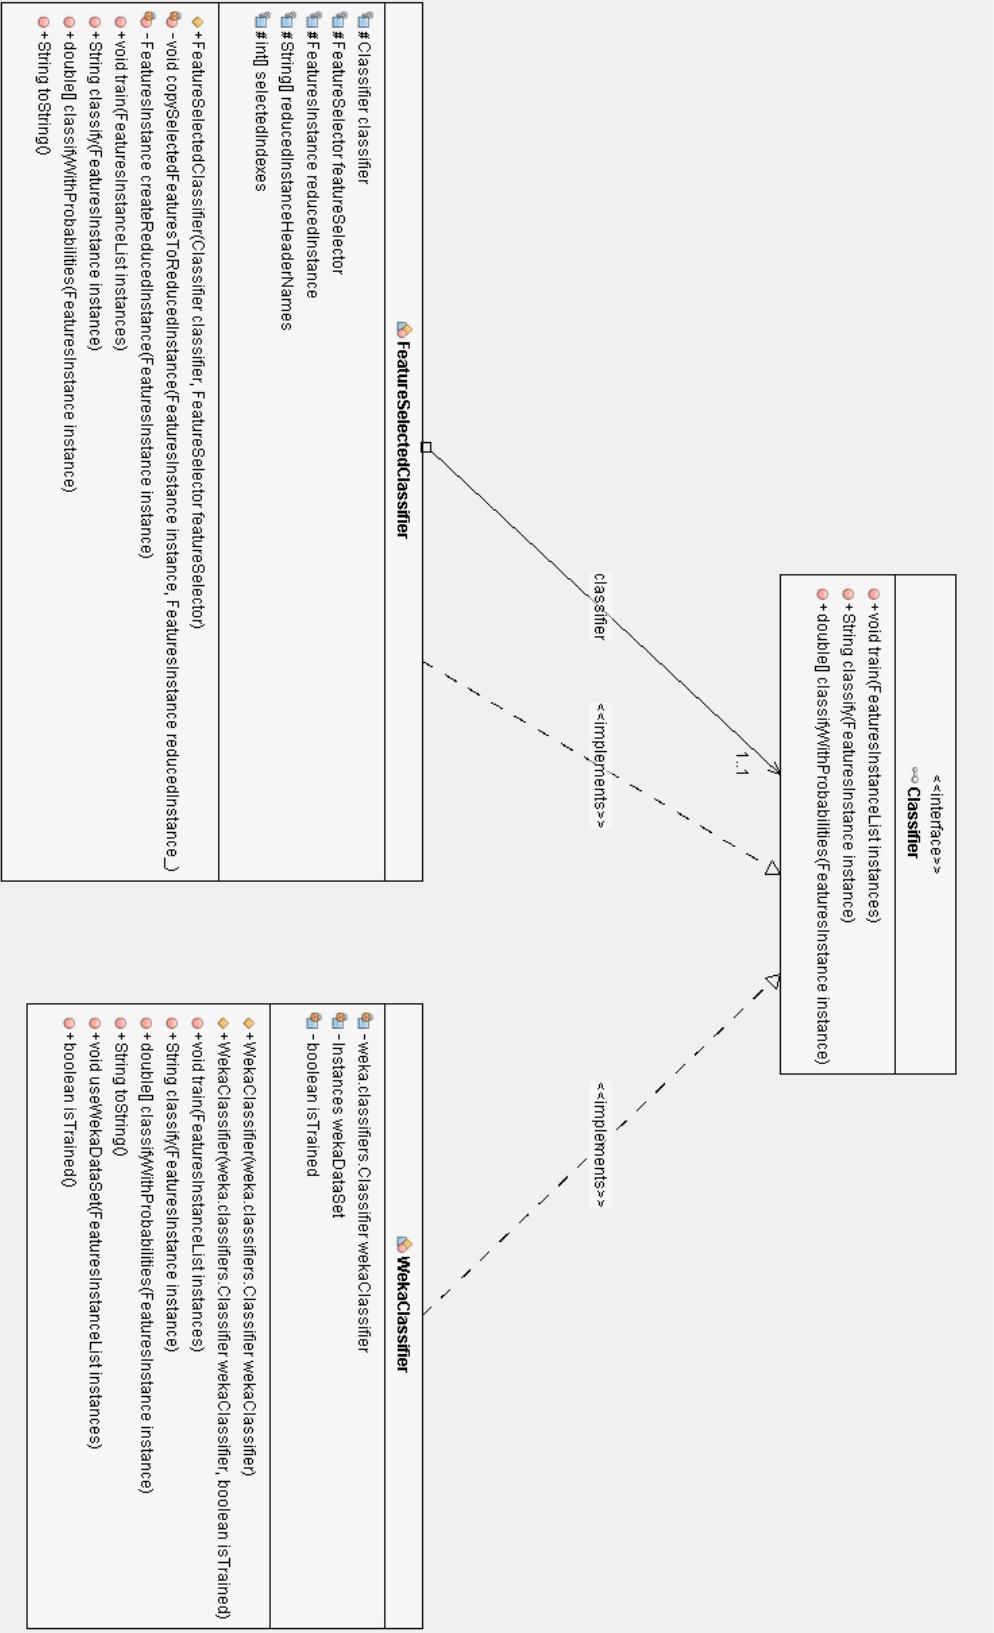 <<interface>>
Classifier
+void train(FeaturesInstanceList instances)
+String classify(FeaturesInstance instance)
+double[] classifyWithProbabilities(FeaturesInstance instance)
classifier
1..1
<<implements>>
<<implements>>
FeatureSelectedClassifier
#Classifier classifier
#FeatureSelector featureSelector
#FeaturesInstance reducedInstance
#String[] reducedInstanceHeaderNames
#int[] selectedIndexes
+FeatureSelectedClassifier(Classifier classifier, FeatureSelector featureSelector)
-void copySelectedFeaturesToReducedInstance(FeaturesInstance instance, FeaturesInstance reducedInstance_)
-FeaturesInstance createReducedInstance(FeaturesInstance instance)
+void train(FeaturesInstanceList instances)
+String classify(FeaturesInstance instance)
+double[] classifyWithProbabilities(FeaturesInstance instance)
+String toString()
WekaClassifier
-weka.classifiers.Classifier wekaClassifier
-Instances wekaDataSet
-boolean isTrained
+WekaClassifier(weka.classifiers.Classifier wekaClassifier)
+WekaClassifier(weka.classifiers.Classifier wekaClassifier, boolean isTrained)
+void train(FeaturesInstanceList instances)
+String classify(FeaturesInstance instance)
+double[] classifyWithProbabilities(FeaturesInstance instance)
+String toString()
+void useWekaDataSet(FeaturesInstanceList instances)
+boolean isTrained()